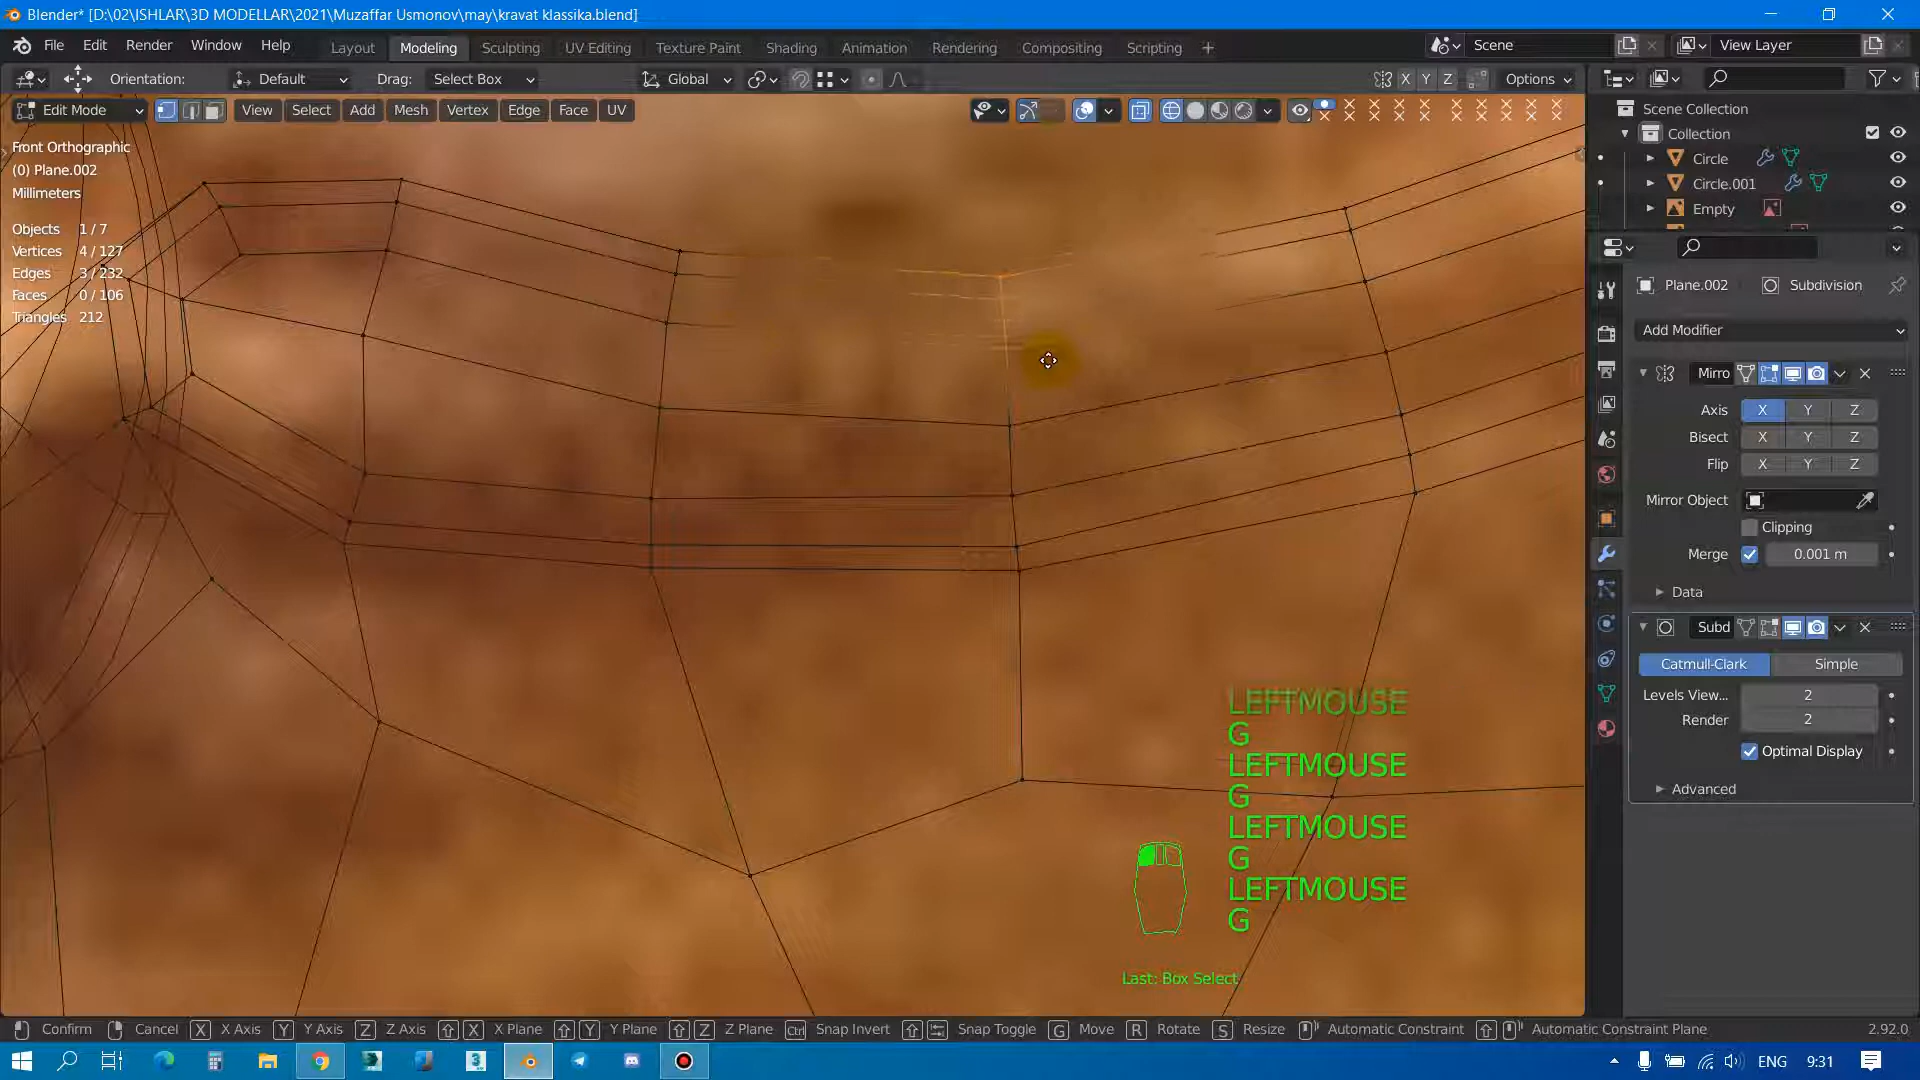 Blender* [D:\02\ISHLAR\3D MODELLAR\2021\Muzaffar Usmonov\may\kravat klassika.blend]
File Edit Render Window Help Layout Modeling Sculpting UV Editing Texture Paint Shading Animation Rendering Compositing Scripting + Scene View Layer
Orientation: Default Drag: Select Box Global X Y Z Options
Edit Mode View Select Add Mesh Vertex Edge Face UV
Front Orthographic
(0) Plane.002
Millimeters
Objects 1 / 7
Vertices 4 / 127
Edges 3 / 232
Faces 0 / 106
Triangles 212
Scene Collection
Collection
Circle
Circle.001
Empty
Plane.002 Subdivision
Add Modifier
Mirro
Axis X Y Z
Bisect X Y Z
Flip X Y Z
Mirror Object
Clipping
Merge 0.001 m
Data
Subd
Catmull-Clark Simple
Levels View... 2
Render 2
Optimal Display
Advanced
LEFTMOUSE
G
LEFTMOUSE
G
LEFTMOUSE
G
LEFTMOUSE
G
Last: Box Select
Confirm Cancel X X Axis Y Y Axis Z Z Axis X X Plane Y Y Plane Z Z Plane Ctrl Snap Invert Snap Toggle G Move R Rotate S Resize Automatic Constraint Automatic Constraint Plane 2.92.0
ENG 9:31